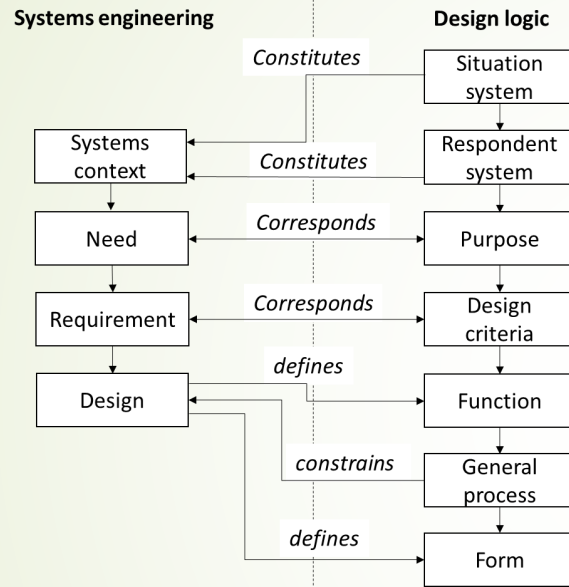 Systems engineering
Design logic
Constitutes
Situation
system
Systems
context
Constitutes
Respondent
system
Need
Corresponds
Purpose
Requirement
Corresponds
Design
criteria
defines
Design
Function
constrains
General
process
defines
Form